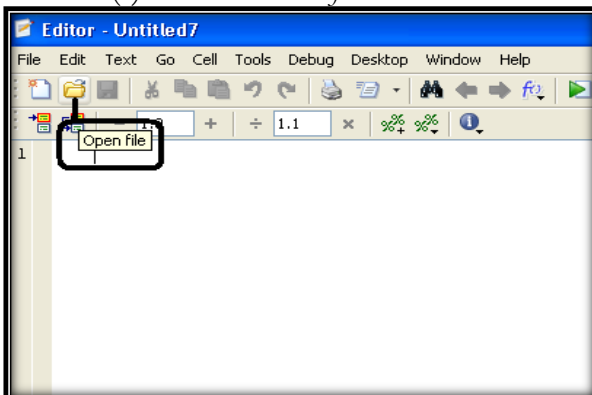 Editor - Untitled7
File Edit Text Go Cell Tools Debug Desktop Window Help
+ ÷ 1.1 ×
Open file
1